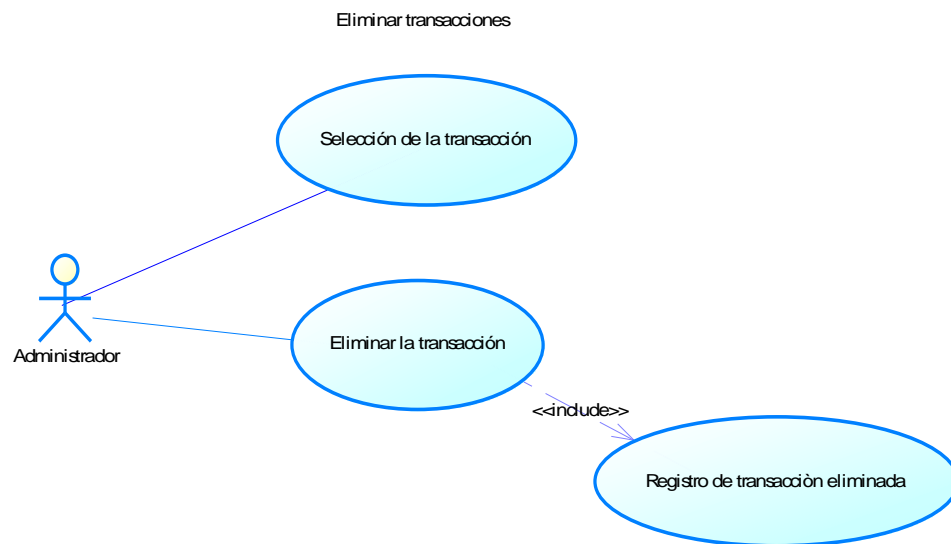 Eliminar transacciones
Selección de la transacción
Administrador
Eliminar la transacción
<<include>>
Registro de transacciòn eliminada